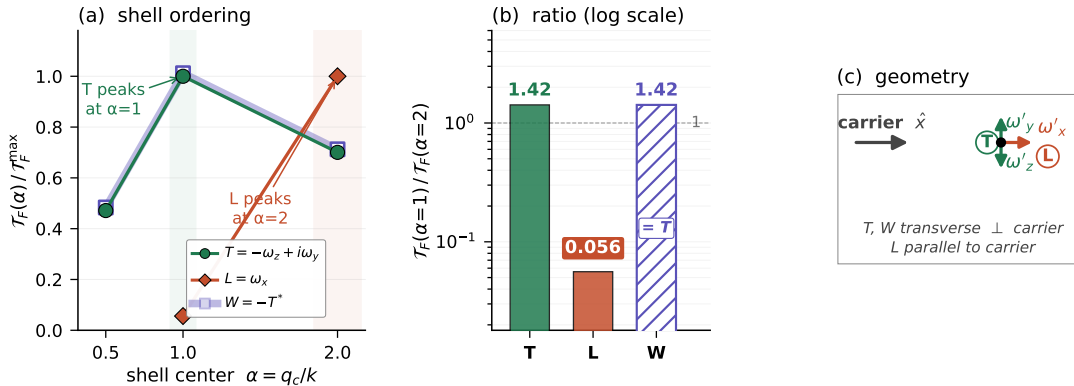 (a) shell ordering
T peaks
at α=1
L peaks
at α=2
T = −ω_z + iω_y
L = ω_x
W = −T*
0.0
0.2
0.4
0.6
0.8
1.0
𝒯_F(α) / 𝒯_F^max
0.5
1.0
2.0
shell center α = q_c/k
(b) ratio (log scale)
1.42
0.056
1.42
= T
1
10⁰
10⁻¹
𝒯_F(α=1) / 𝒯_F(α=2)
T
L
W
(c) geometry
carrier x̂
ω'_y
ω'_x
T
L
ω'_z
T, W transverse ⊥ carrier
L parallel to carrier